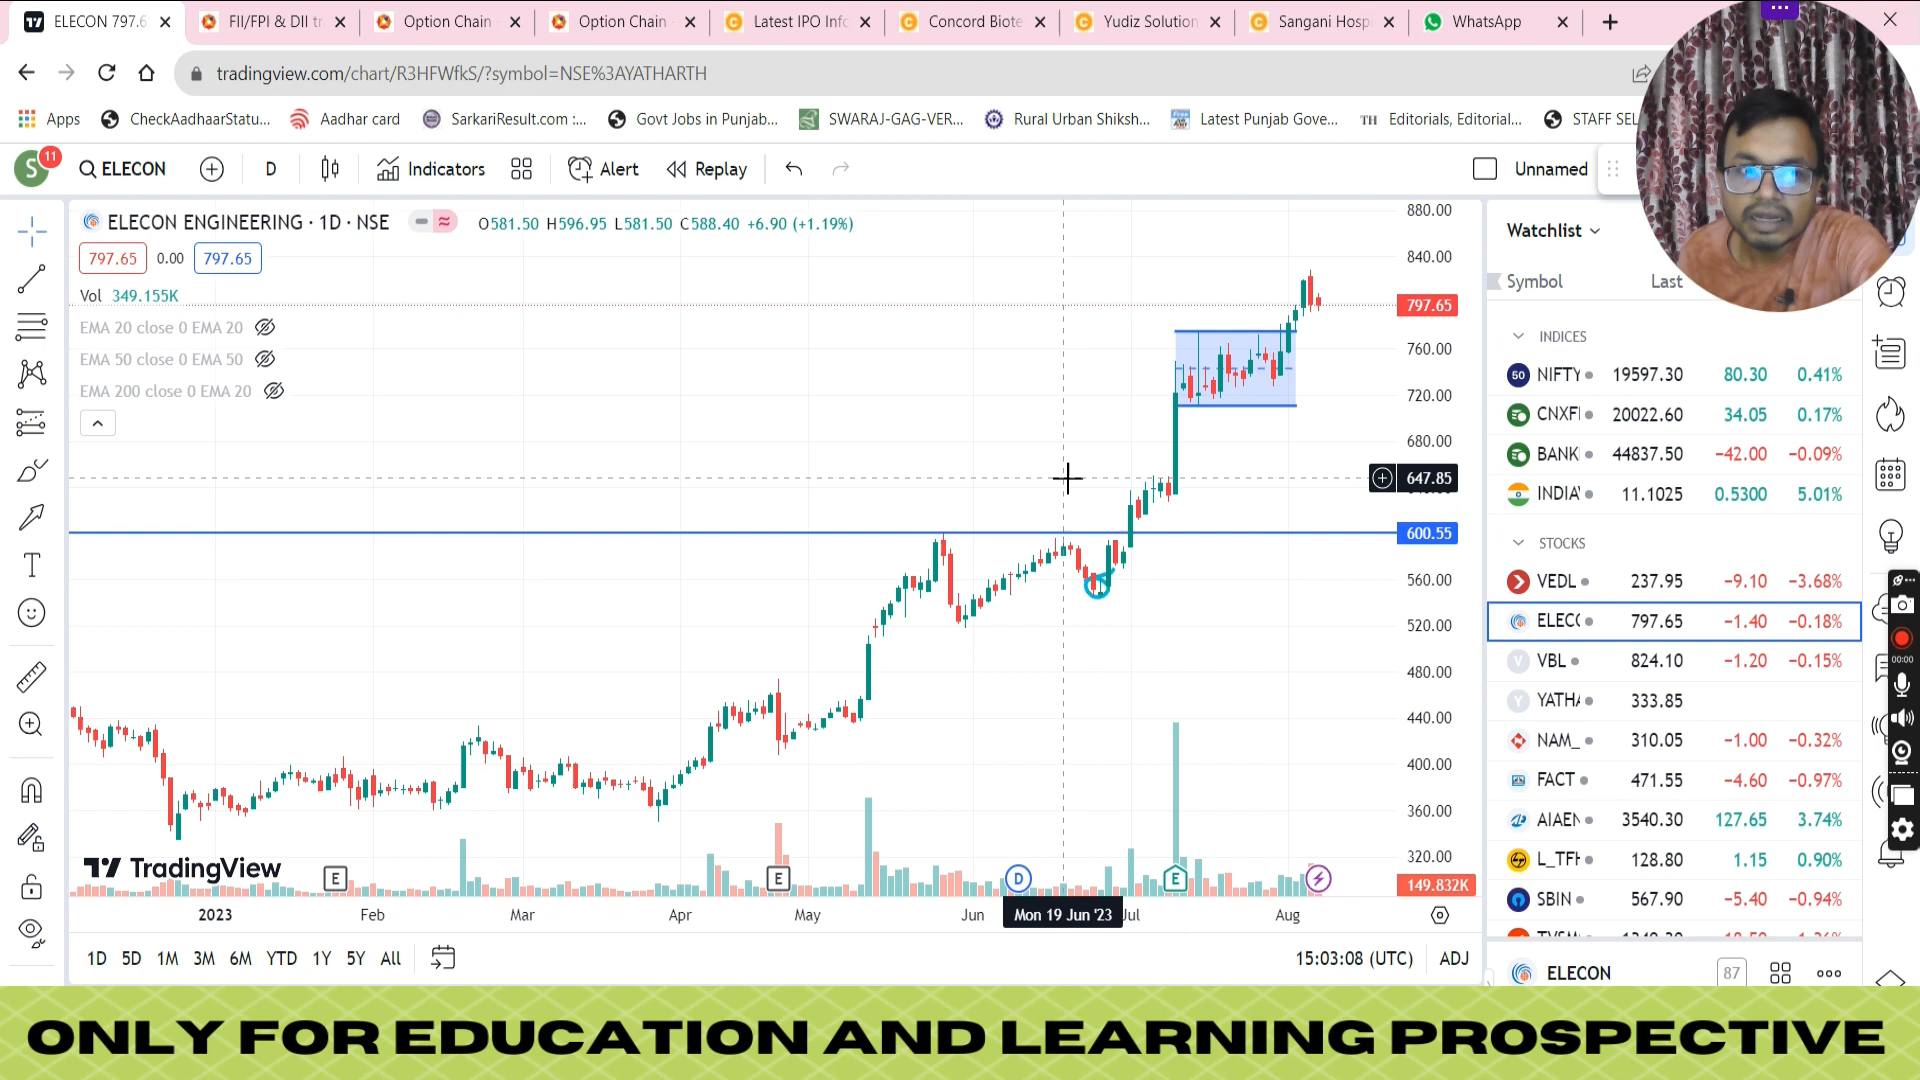 ELECON 797.6
FII/FPI & DII tr
Option Chain
Option Chain
Latest IPO Info
Concord Biote
Yudiz Solution
Sangani Hosp
WhatsApp
tradingview.com/chart/R3HFWfkS/?symbol=NSE%3AYATHARTH
Apps
CheckAadhaarStatu...
Aadhar card
SarkariResult.com :...
Govt Jobs in Punjab...
SWARAJ-GAG-VER...
Rural Urban Shiksh...
Latest Punjab Gove...
TH Editorials, Editorial...
STAFF SEL
S 11
ELECON
D
Indicators
Alert
Replay
Unnamed
ELECON ENGINEERING · 1D · NSE
O581.50 H596.95 L581.50 C588.40 +6.90 (+1.19%)
797.65 0.00 797.65
Vol 349.155K
EMA 20 close 0 EMA 20
EMA 50 close 0 EMA 50
EMA 200 close 0 EMA 20
880.00
840.00
797.65
760.00
720.00
680.00
647.85
600.55
560.00
520.00
480.00
440.00
400.00
360.00
320.00
149.832K
TradingView
E
E
D
E
2023
Feb
Mar
Apr
May
Jun
Mon 19 Jun '23
Jul
Aug
1D 5D 1M 3M 6M YTD 1Y 5Y All
15:03:08 (UTC) ADJ
Watchlist
Symbol Last
INDICES
50 NIFTY 19597.30 80.30 0.41%
CNXFI 20022.60 34.05 0.17%
BANK 44837.50 −42.00 −0.09%
INDIA 11.1025 0.5300 5.01%
STOCKS
VEDL 237.95 −9.10 −3.68%
ELEC 797.65 −1.40 −0.18%
V VBL 824.10 −1.20 −0.15%
Y YATHA 333.85
NAM_ 310.05 −1.00 −0.32%
FACT 471.55 −4.60 −0.97%
AIAEN 3540.30 127.65 3.74%
L_TFH 128.80 1.15 0.90%
SBIN 567.90 −5.40 −0.94%
ELECON 87
00:00
ONLY FOR EDUCATION AND LEARNING PROSPECTIVE